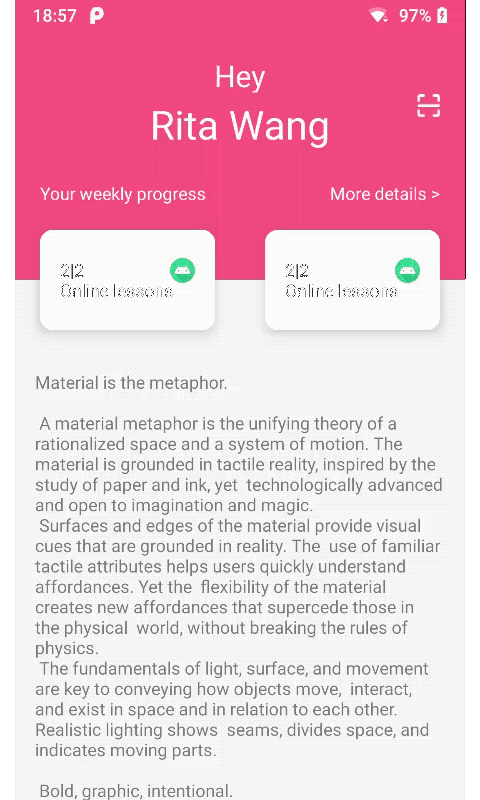 18:57 97%
Hey
Rita Wang
Your weekly progress More details >
2|2 2|2
Online lessons Online lessons
Material is the metaphor.
A material metaphor is the unifying theory of a
rationalized space and a system of motion. The
material is grounded in tactile reality, inspired by the
study of paper and ink, yet technologically advanced
and open to imagination and magic.
Surfaces and edges of the material provide visual
cues that are grounded in reality. The use of familiar
tactile attributes helps users quickly understand
affordances. Yet the flexibility of the material
creates new affordances that supercede those in
the physical world, without breaking the rules of
physics.
The fundamentals of light, surface, and movement
are key to conveying how objects move, interact,
and exist in space and in relation to each other.
Realistic lighting shows seams, divides space, and
indicates moving parts.
Bold, graphic, intentional.